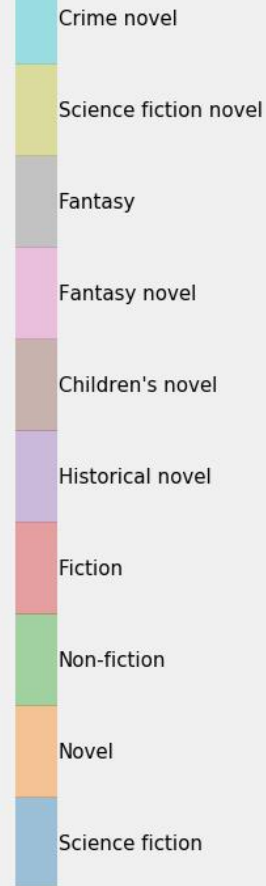 Crime novel
Science fiction novel
Fantasy
Fantasy novel
Children's novel
Historical novel
Fiction
Non-fiction
Novel
Science fiction